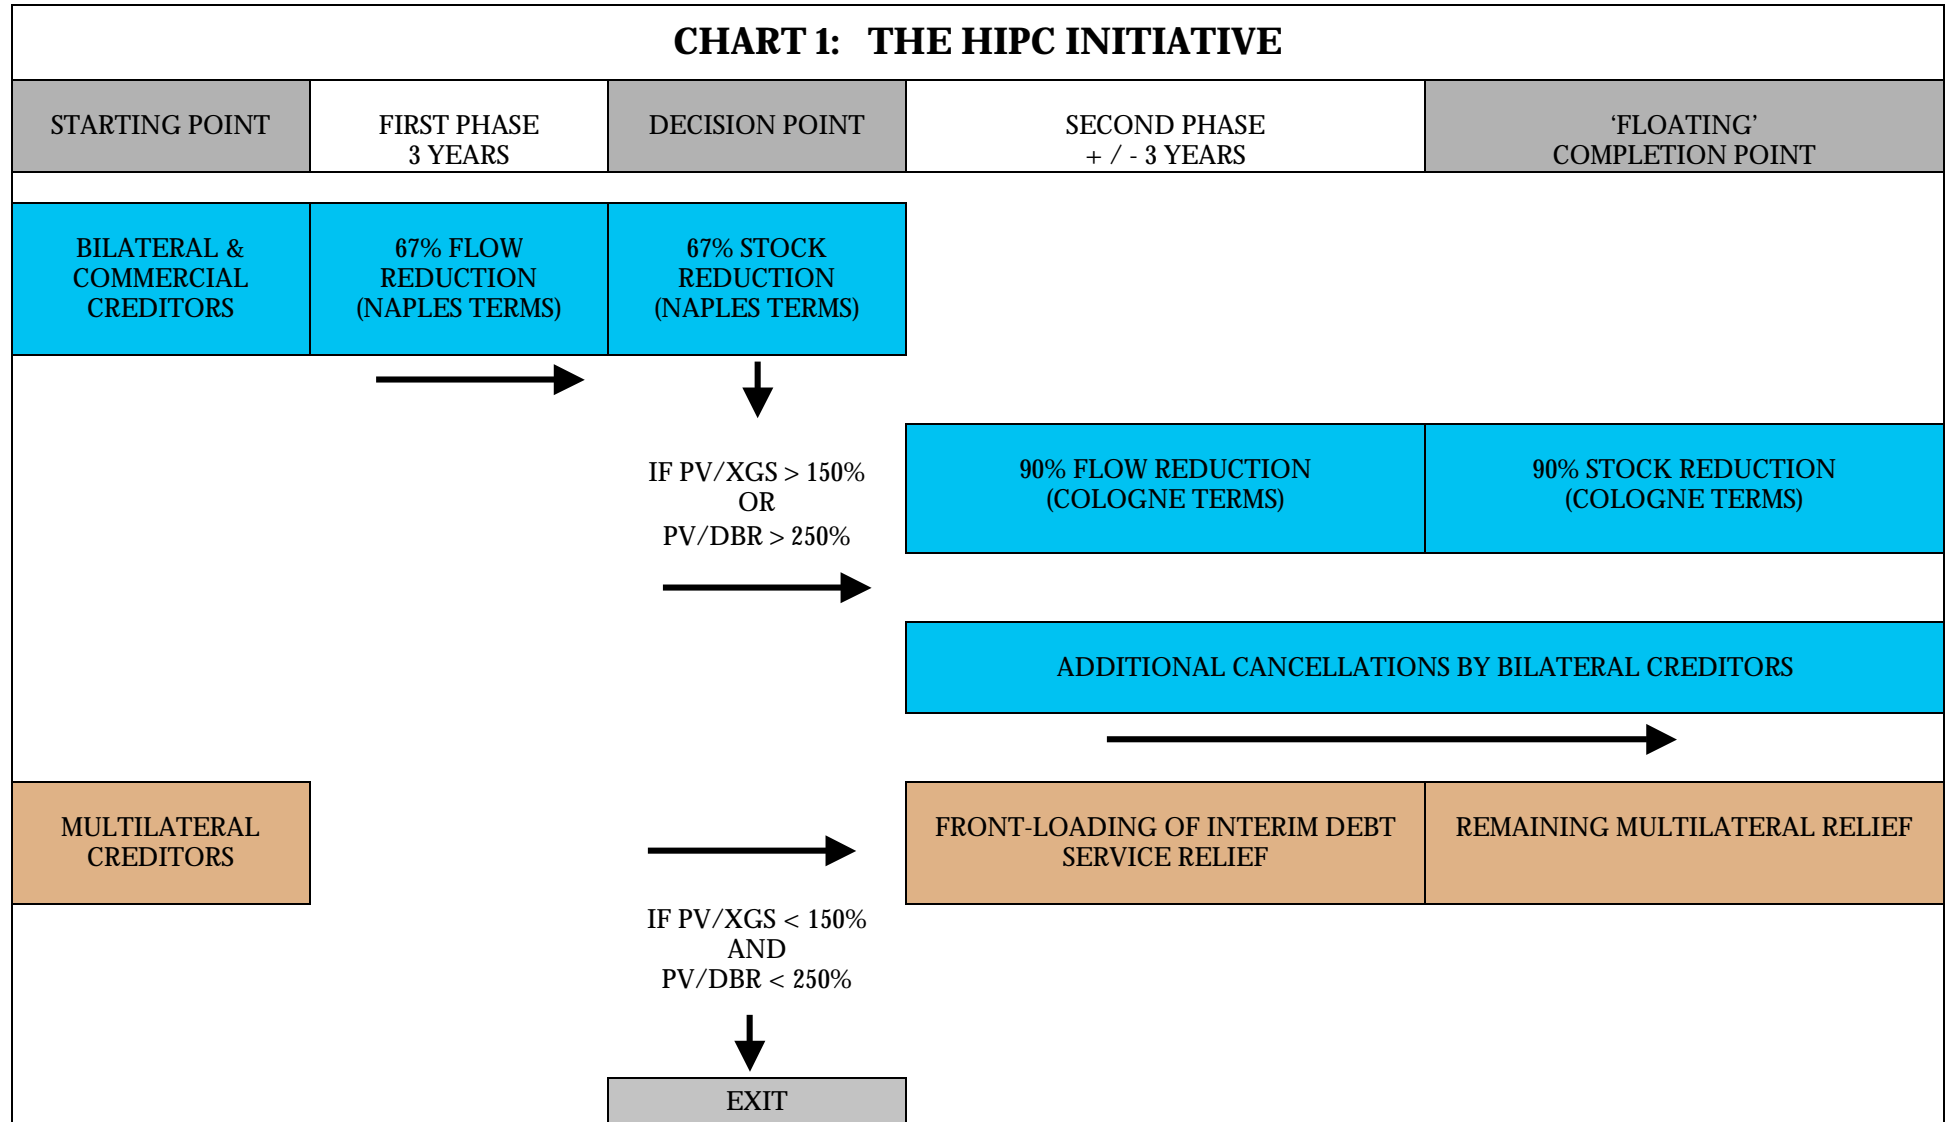 CHART 1: THE HIPC INITIATIVE
STARTING POINT
FIRST PHASE
3 YEARS
DECISION POINT
SECOND PHASE
+ / - 3 YEARS
‘FLOATING’
COMPLETION POINT
BILATERAL &
COMMERCIAL
CREDITORS
67% FLOW
REDUCTION
(NAPLES TERMS)
67% STOCK
REDUCTION
(NAPLES TERMS)
IF PV/XGS > 150%
OR
PV/DBR > 250%
90% FLOW REDUCTION
(COLOGNE TERMS)
90% STOCK REDUCTION
(COLOGNE TERMS)
ADDITIONAL CANCELLATIONS BY BILATERAL CREDITORS
MULTILATERAL
CREDITORS
FRONT-LOADING OF INTERIM DEBT
SERVICE RELIEF
REMAINING MULTILATERAL RELIEF
IF PV/XGS < 150%
AND
PV/DBR < 250%
EXIT